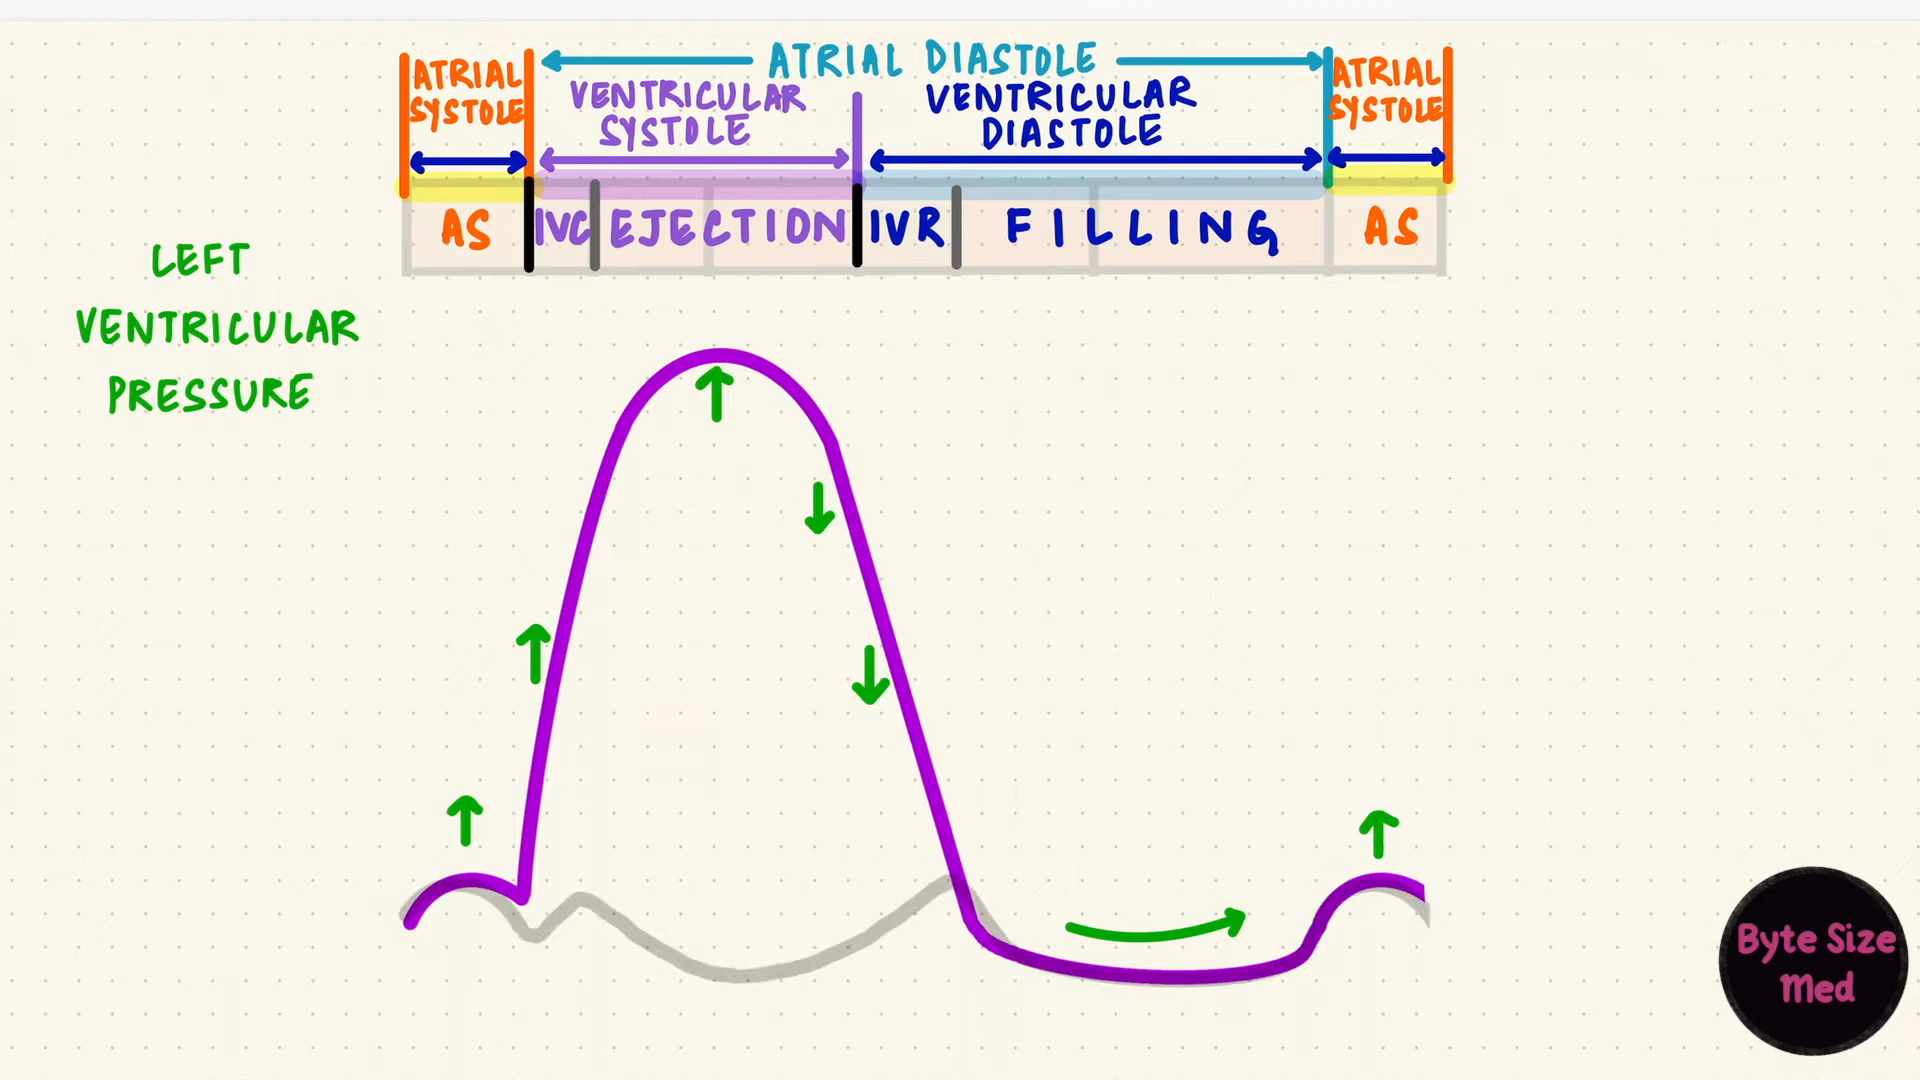 ATRIAL DIASTOLE
ATRIAL
SYSTOLE
VENTRICULAR
SYSTOLE
VENTRICULAR
DIASTOLE
ATRIAL
SYSTOLE
AS IVC EJECTION IVR FILLING AS
LEFT
VENTRICULAR
PRESSURE
Byte Size
Med